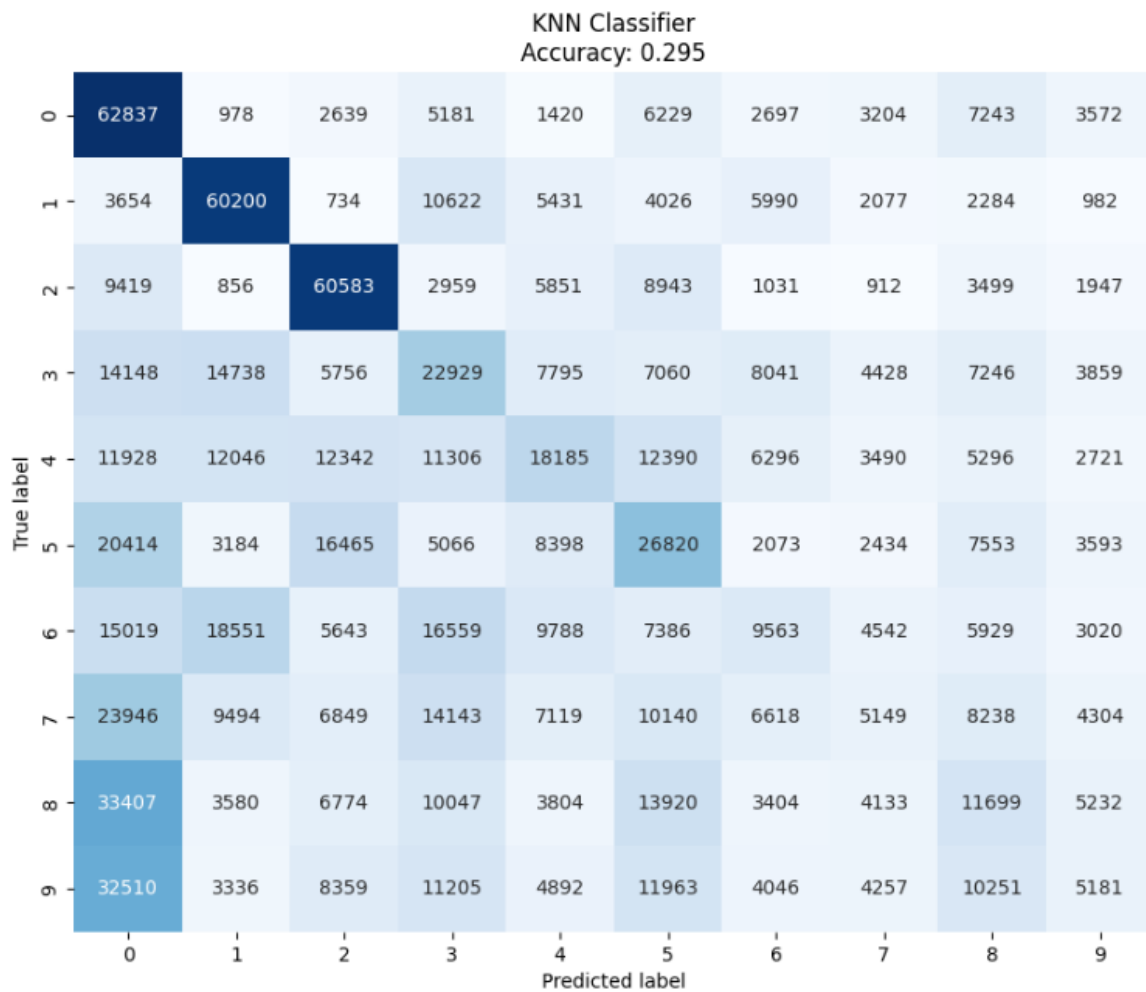 KNN Classifier
Accuracy: 0.295
0 62837 978 2639 5181 1420 6229 2697 3204 7243 3572
1 3654 60200 734 10622 5431 4026 5990 2077 2284 982
2 9419 856 60583 2959 5851 8943 1031 912 3499 1947
3 14148 14738 5756 22929 7795 7060 8041 4428 7246 3859
4 11928 12046 12342 11306 18185 12390 6296 3490 5296 2721
5 20414 3184 16465 5066 8398 26820 2073 2434 7553 3593
6 15019 18551 5643 16559 9788 7386 9563 4542 5929 3020
7 23946 9494 6849 14143 7119 10140 6618 5149 8238 4304
8 33407 3580 6774 10047 3804 13920 3404 4133 11699 5232
9 32510 3336 8359 11205 4892 11963 4046 4257 10251 5181
0 1 2 3 4 5 6 7 8 9
Predicted label
True label